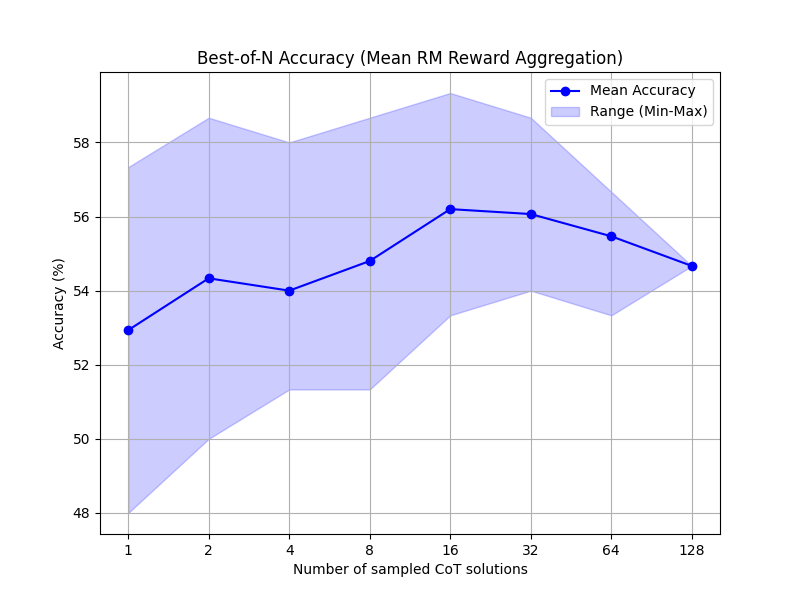 Best-of-N Accuracy (Mean RM Reward Aggregation)
Mean Accuracy
Range (Min-Max)
Accuracy (%)
58
56
54
52
50
48
1 2 4 8 16 32 64 128
Number of sampled CoT solutions